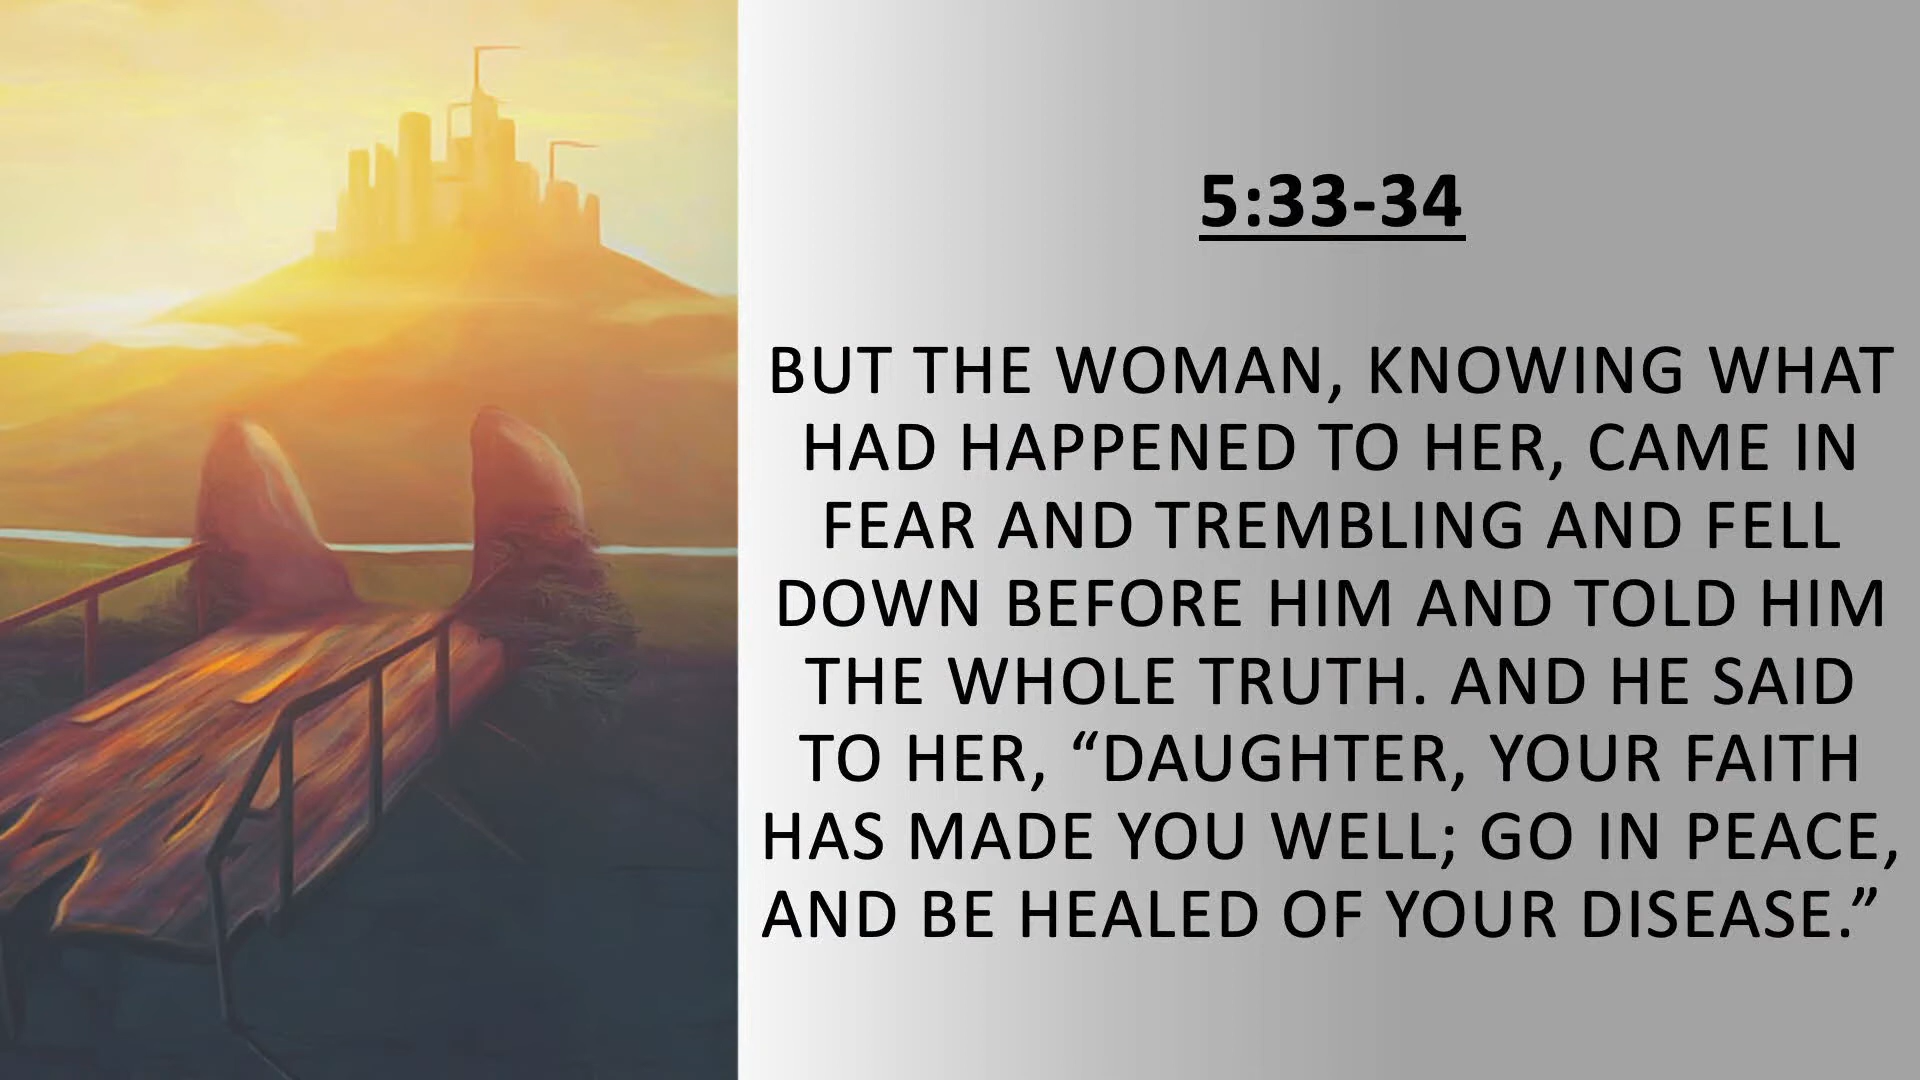 5:33-34
BUT THE WOMAN, KNOWING WHAT
HAD HAPPENED TO HER, CAME IN
FEAR AND TREMBLING AND FELL
DOWN BEFORE HIM AND TOLD HIM
THE WHOLE TRUTH. AND HE SAID
TO HER, “DAUGHTER, YOUR FAITH
HAS MADE YOU WELL; GO IN PEACE,
AND BE HEALED OF YOUR DISEASE.”